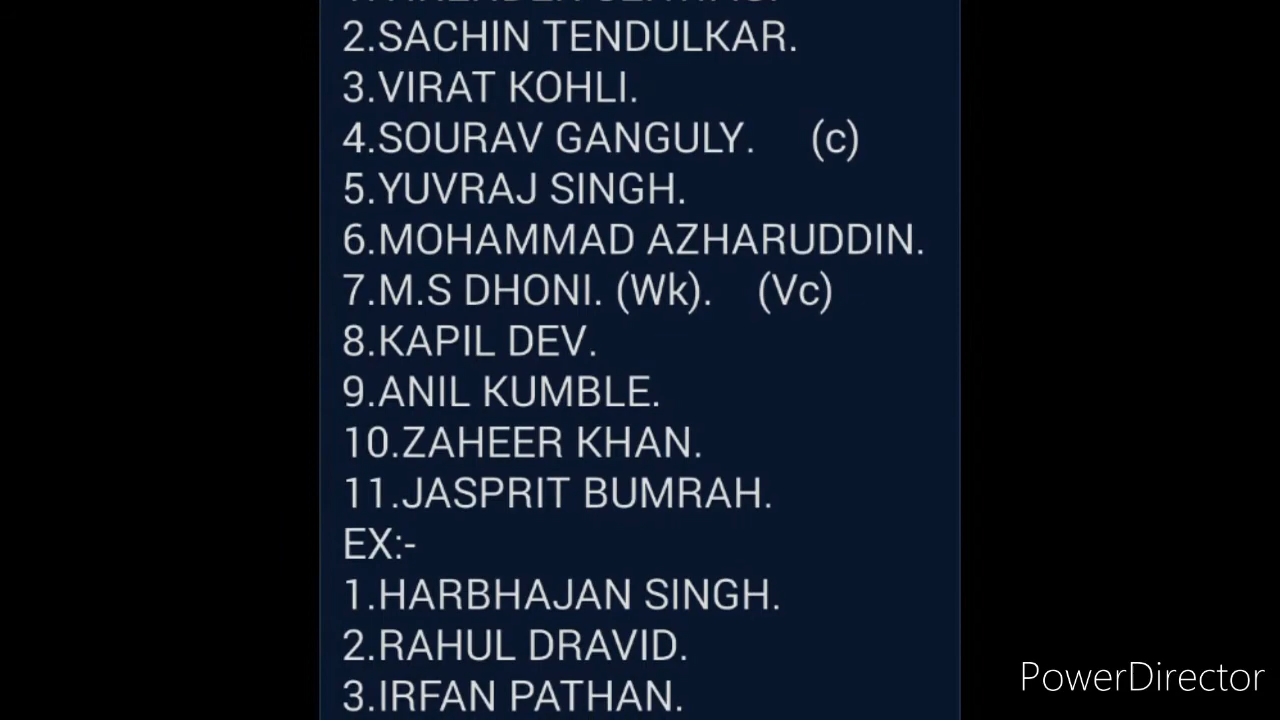 2.SACHIN TENDULKAR.
3.VIRAT KOHLI.
4.SOURAV GANGULY. (c)
5.YUVRAJ SINGH.
6.MOHAMMAD AZHARUDDIN.
7.M.S DHONI. (Wk). (Vc)
8.KAPIL DEV.
9.ANIL KUMBLE.
10.ZAHEER KHAN.
11.JASPRIT BUMRAH.
EX:-
1.HARBHAJAN SINGH.
2.RAHUL DRAVID.
3.IRFAN PATHAN.
PowerDirector